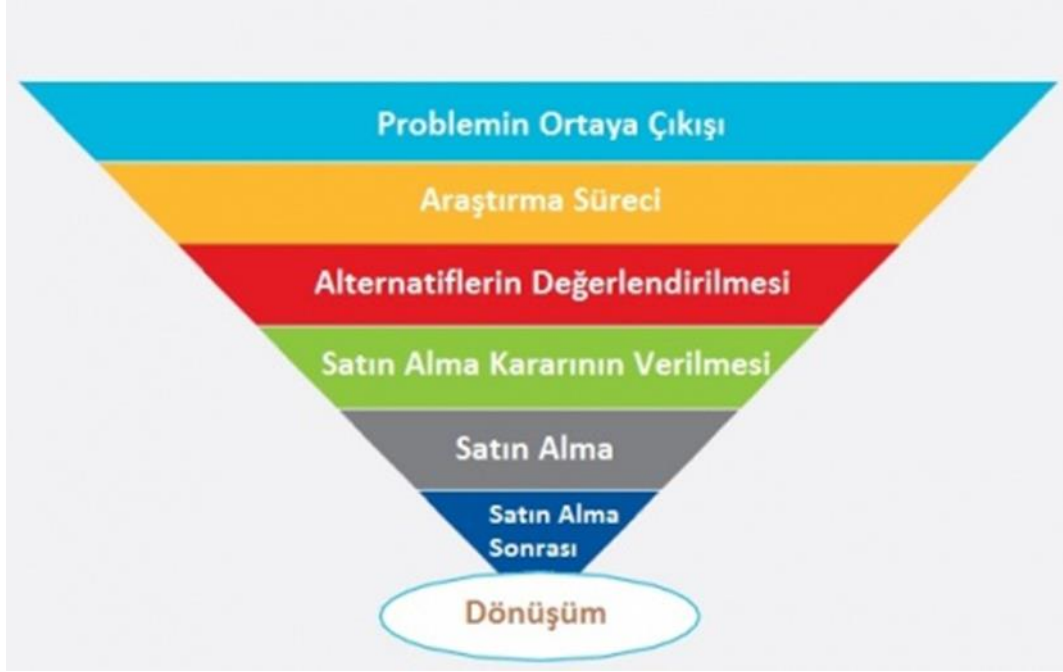 Problemin Ortaya Çıkışı
Araştırma Süreci
Alternatiflerin Değerlendirilmesi
Satın Alma Kararının Verilmesi
Satın Alma
Satın Alma
Sonrası
Dönüşüm